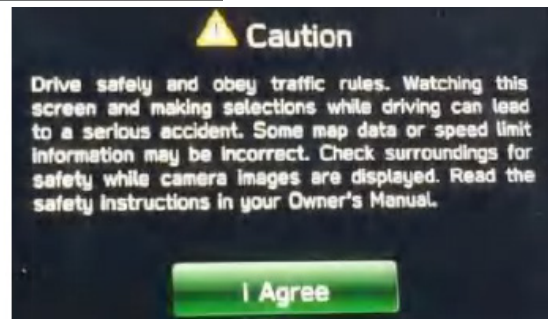 Caution
Drive safely and obey traffic rules. Watching this
screen and making selections while driving can lead
to a serious accident. Some map data or speed limit
information may be incorrect. Check surroundings for
safety while camera images are displayed. Read the
safety instructions in your Owner's Manual.
I Agree